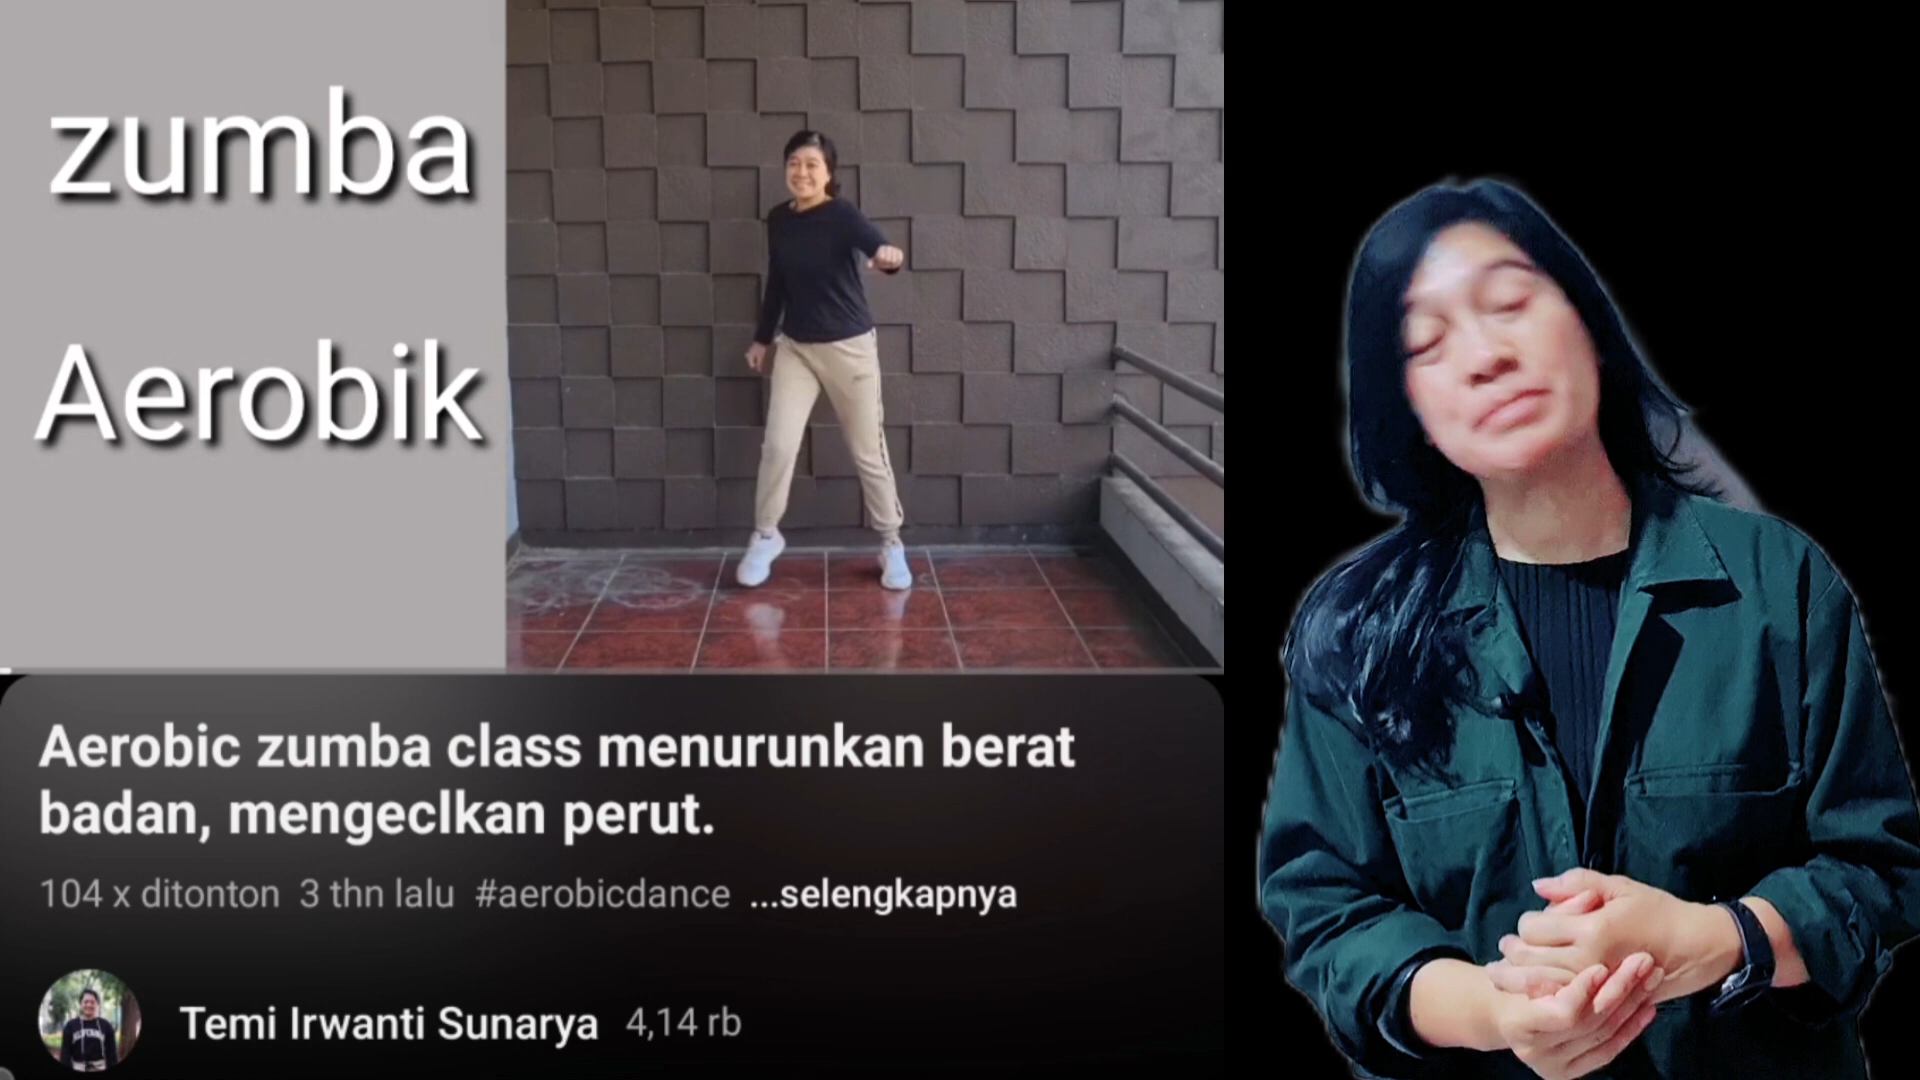 zumba
Aerobik
Aerobic zumba class menurunkan berat
badan, mengeclkan perut.
104 x ditonton 3 thn lalu #aerobicdance ...selengkapnya
Temi Irwanti Sunarya 4,14 rb